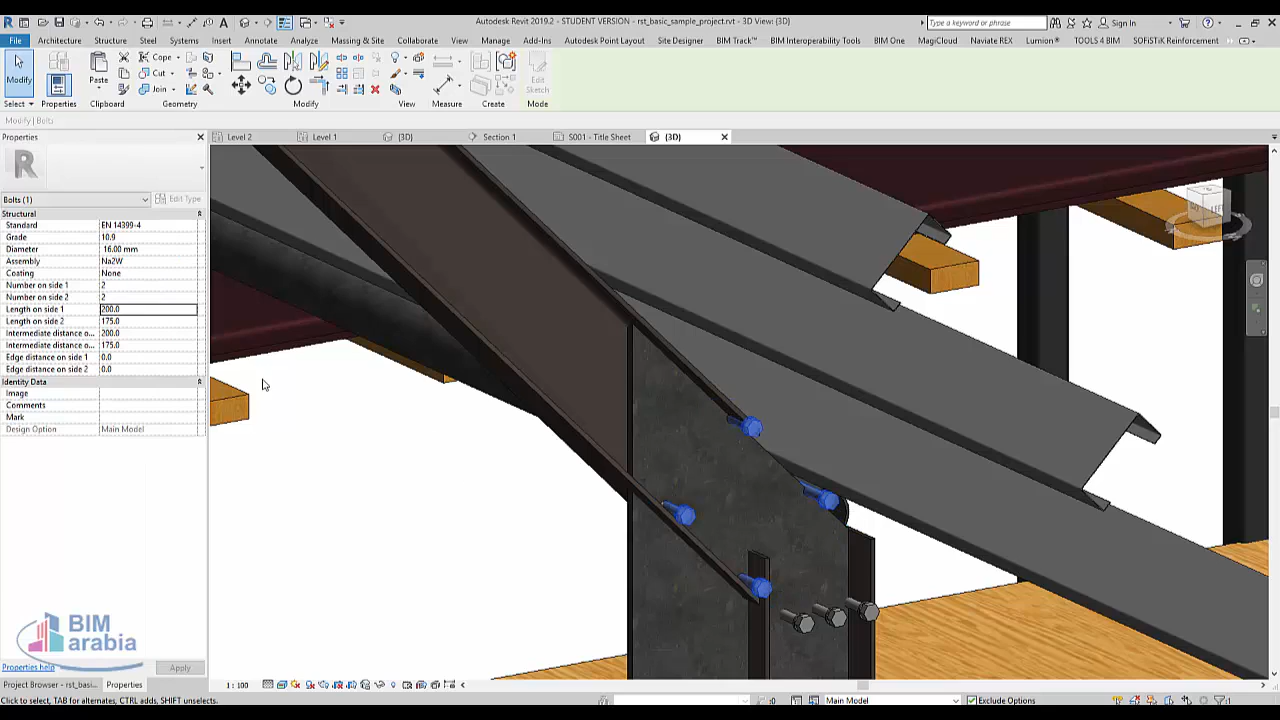 Autodesk Revit 2019.2 - STUDENT VERSION - rst_basic_sample_project.rvt - 3D View: {3D}
Type a keyword or phrase
Sign In
File Architecture Structure Steel Systems Insert Annotate Analyze Massing & Site Collaborate View Manage Add-Ins Autodesk Point Layout Site Designer BIM Track™ BIM Interoperability Tools BIM One MagiCloud Naviate REX Lumion® TOOLS 4 BIM SOFiSTiK Reinforcement
Modify Properties Paste Cope Cut Join Edit Sketch
Select Properties Clipboard Geometry Modify View Measure Create Mode
Modify | Bolts
Properties
Level 2 Level 1 {3D} Section 1 S001 - Title Sheet {3D}
R
Bolts (1) Edit Type
Structural
Standard EN 14399-4
Grade 10.9
Diameter 16.00 mm
Assembly Na2W
Coating None
Number on side 1 2
Number on side 2 2
Length on side 1 200.0
Length on side 2 175.0
Intermediate distance o... 200.0
Intermediate distance o... 175.0
Edge distance on side 1 0.0
Edge distance on side 2 0.0
Identity Data
Image
Comments
Mark
Design Option Main Model
BIM
arabia
Properties help Apply
Project Browser - rst_basi... Properties
1 : 100
Click to select, TAB for alternates, CTRL adds, SHIFT unselects.
:0 Main Model Exclude Options :1